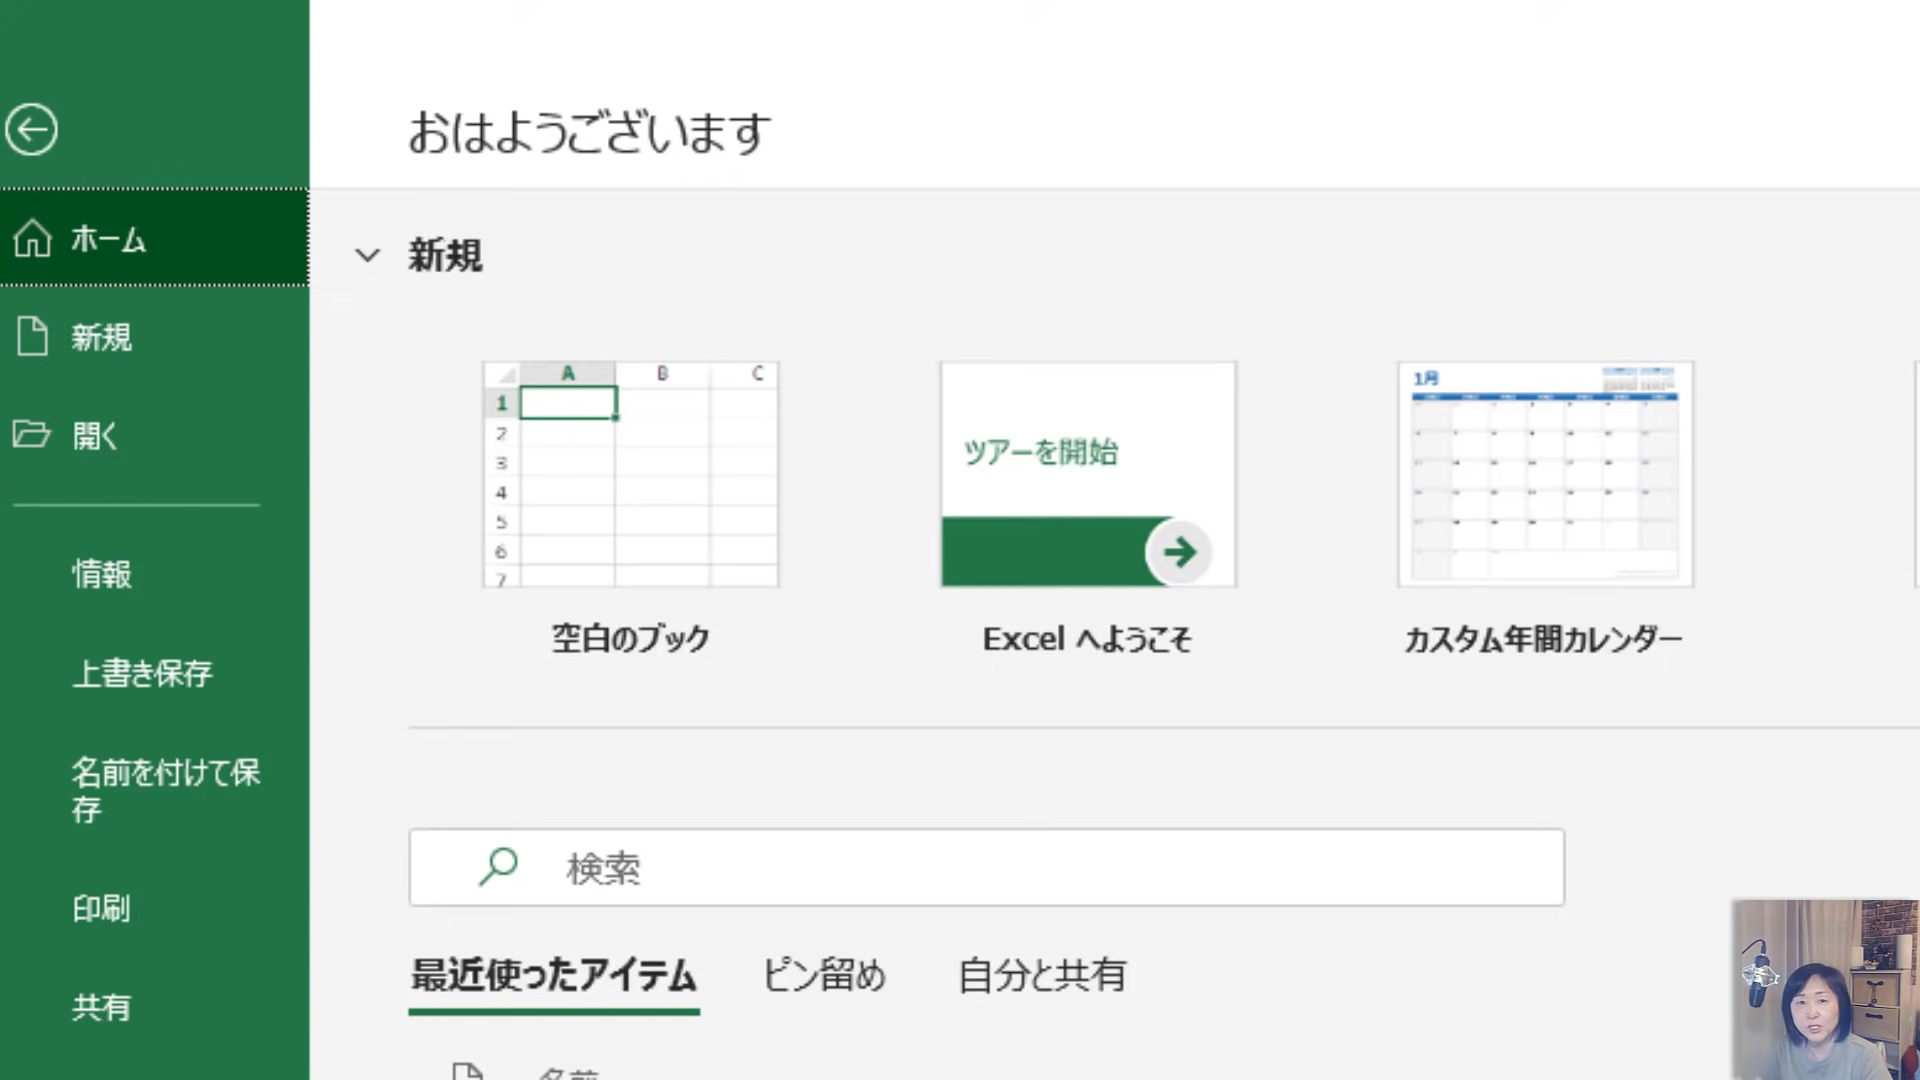 おはようございます
ホーム
新規
開く
情報
上書き保存
名前を付けて保
存
印刷
共有
新規
A B C
1
2
3
4
5
6
7
空白のブック
ツアーを開始
Excel へようこそ
1月
カスタム年間カレンダー
検索
最近使ったアイテム ピン留め 自分と共有
名前